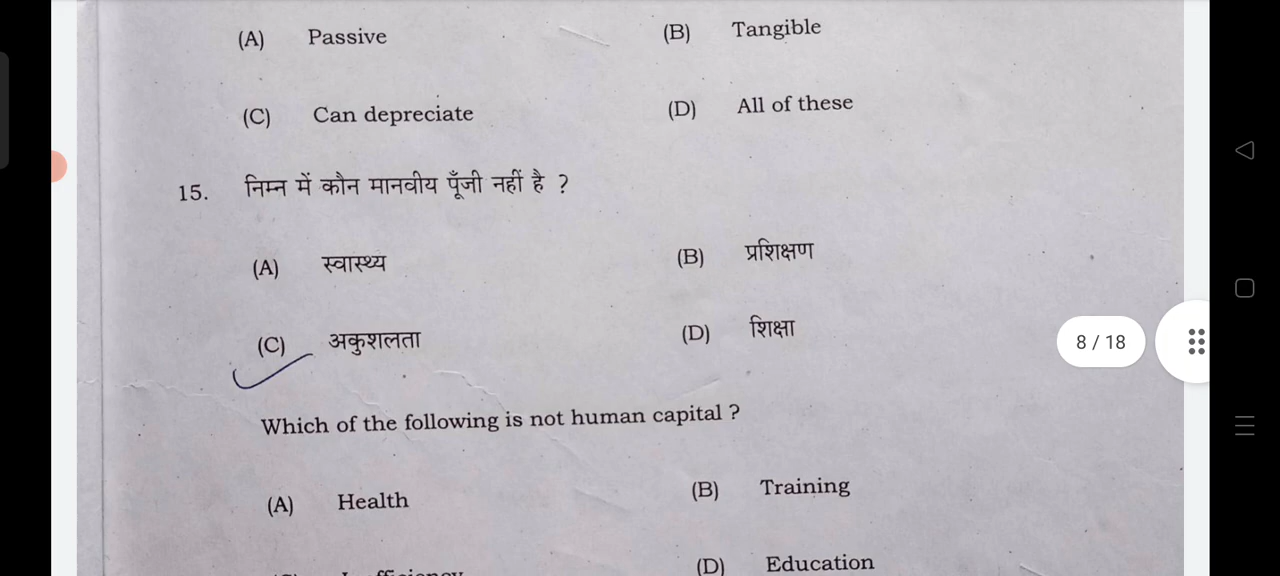 (A) Passive (B) Tangible
(C) Can depreciate (D) All of these
15. निम्न में कौन मानवीय पूँजी नहीं है ?
(A) स्वास्थ्य (B) प्रशिक्षण
(C) अकुशलता (D) शिक्षा
8 / 18
Which of the following is not human capital ?
(A) Health (B) Training
(D) Education